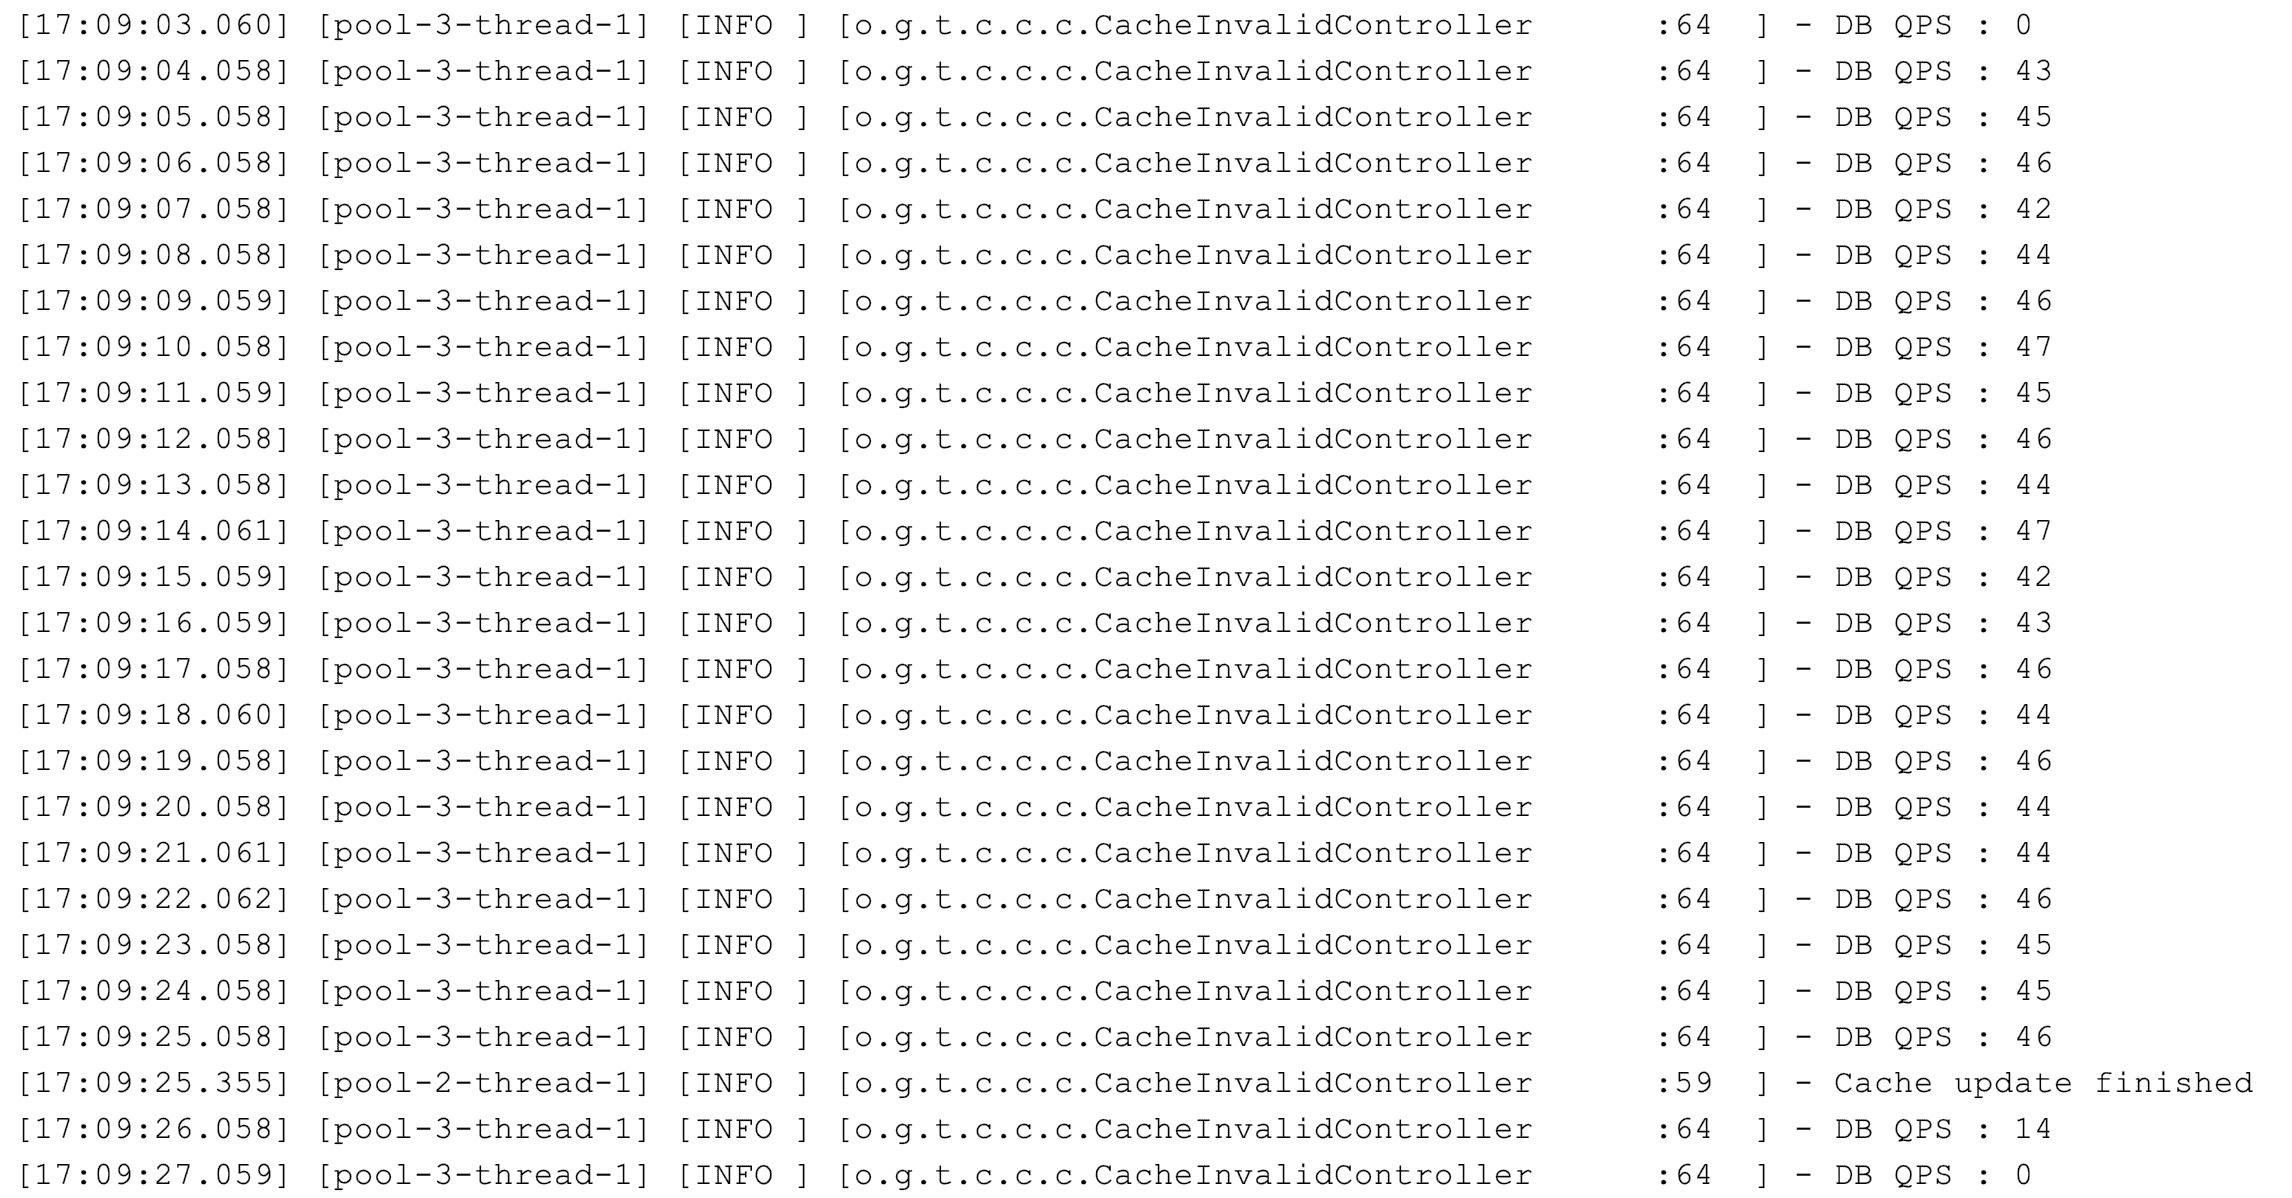 [17:09:03.060] [pool-3-thread-1] [INFO ] [o.g.t.c.c.c.CacheInvalidController      :64  ] - DB QPS : 0
[17:09:04.058] [pool-3-thread-1] [INFO ] [o.g.t.c.c.c.CacheInvalidController      :64  ] - DB QPS : 43
[17:09:05.058] [pool-3-thread-1] [INFO ] [o.g.t.c.c.c.CacheInvalidController      :64  ] - DB QPS : 45
[17:09:06.058] [pool-3-thread-1] [INFO ] [o.g.t.c.c.c.CacheInvalidController      :64  ] - DB QPS : 46
[17:09:07.058] [pool-3-thread-1] [INFO ] [o.g.t.c.c.c.CacheInvalidController      :64  ] - DB QPS : 42
[17:09:08.058] [pool-3-thread-1] [INFO ] [o.g.t.c.c.c.CacheInvalidController      :64  ] - DB QPS : 44
[17:09:09.059] [pool-3-thread-1] [INFO ] [o.g.t.c.c.c.CacheInvalidController      :64  ] - DB QPS : 46
[17:09:10.058] [pool-3-thread-1] [INFO ] [o.g.t.c.c.c.CacheInvalidController      :64  ] - DB QPS : 47
[17:09:11.059] [pool-3-thread-1] [INFO ] [o.g.t.c.c.c.CacheInvalidController      :64  ] - DB QPS : 45
[17:09:12.058] [pool-3-thread-1] [INFO ] [o.g.t.c.c.c.CacheInvalidController      :64  ] - DB QPS : 46
[17:09:13.058] [pool-3-thread-1] [INFO ] [o.g.t.c.c.c.CacheInvalidController      :64  ] - DB QPS : 44
[17:09:14.061] [pool-3-thread-1] [INFO ] [o.g.t.c.c.c.CacheInvalidController      :64  ] - DB QPS : 47
[17:09:15.059] [pool-3-thread-1] [INFO ] [o.g.t.c.c.c.CacheInvalidController      :64  ] - DB QPS : 42
[17:09:16.059] [pool-3-thread-1] [INFO ] [o.g.t.c.c.c.CacheInvalidController      :64  ] - DB QPS : 43
[17:09:17.058] [pool-3-thread-1] [INFO ] [o.g.t.c.c.c.CacheInvalidController      :64  ] - DB QPS : 46
[17:09:18.060] [pool-3-thread-1] [INFO ] [o.g.t.c.c.c.CacheInvalidController      :64  ] - DB QPS : 44
[17:09:19.058] [pool-3-thread-1] [INFO ] [o.g.t.c.c.c.CacheInvalidController      :64  ] - DB QPS : 46
[17:09:20.058] [pool-3-thread-1] [INFO ] [o.g.t.c.c.c.CacheInvalidController      :64  ] - DB QPS : 44
[17:09:21.061] [pool-3-thread-1] [INFO ] [o.g.t.c.c.c.CacheInvalidController      :64  ] - DB QPS : 44
[17:09:22.062] [pool-3-thread-1] [INFO ] [o.g.t.c.c.c.CacheInvalidController      :64  ] - DB QPS : 46
[17:09:23.058] [pool-3-thread-1] [INFO ] [o.g.t.c.c.c.CacheInvalidController      :64  ] - DB QPS : 45
[17:09:24.058] [pool-3-thread-1] [INFO ] [o.g.t.c.c.c.CacheInvalidController      :64  ] - DB QPS : 45
[17:09:25.058] [pool-3-thread-1] [INFO ] [o.g.t.c.c.c.CacheInvalidController      :64  ] - DB QPS : 46
[17:09:25.355] [pool-2-thread-1] [INFO ] [o.g.t.c.c.c.CacheInvalidController      :59  ] - Cache update finished
[17:09:26.058] [pool-3-thread-1] [INFO ] [o.g.t.c.c.c.CacheInvalidController      :64  ] - DB QPS : 14
[17:09:27.059] [pool-3-thread-1] [INFO ] [o.g.t.c.c.c.CacheInvalidController      :64  ] - DB QPS : 0